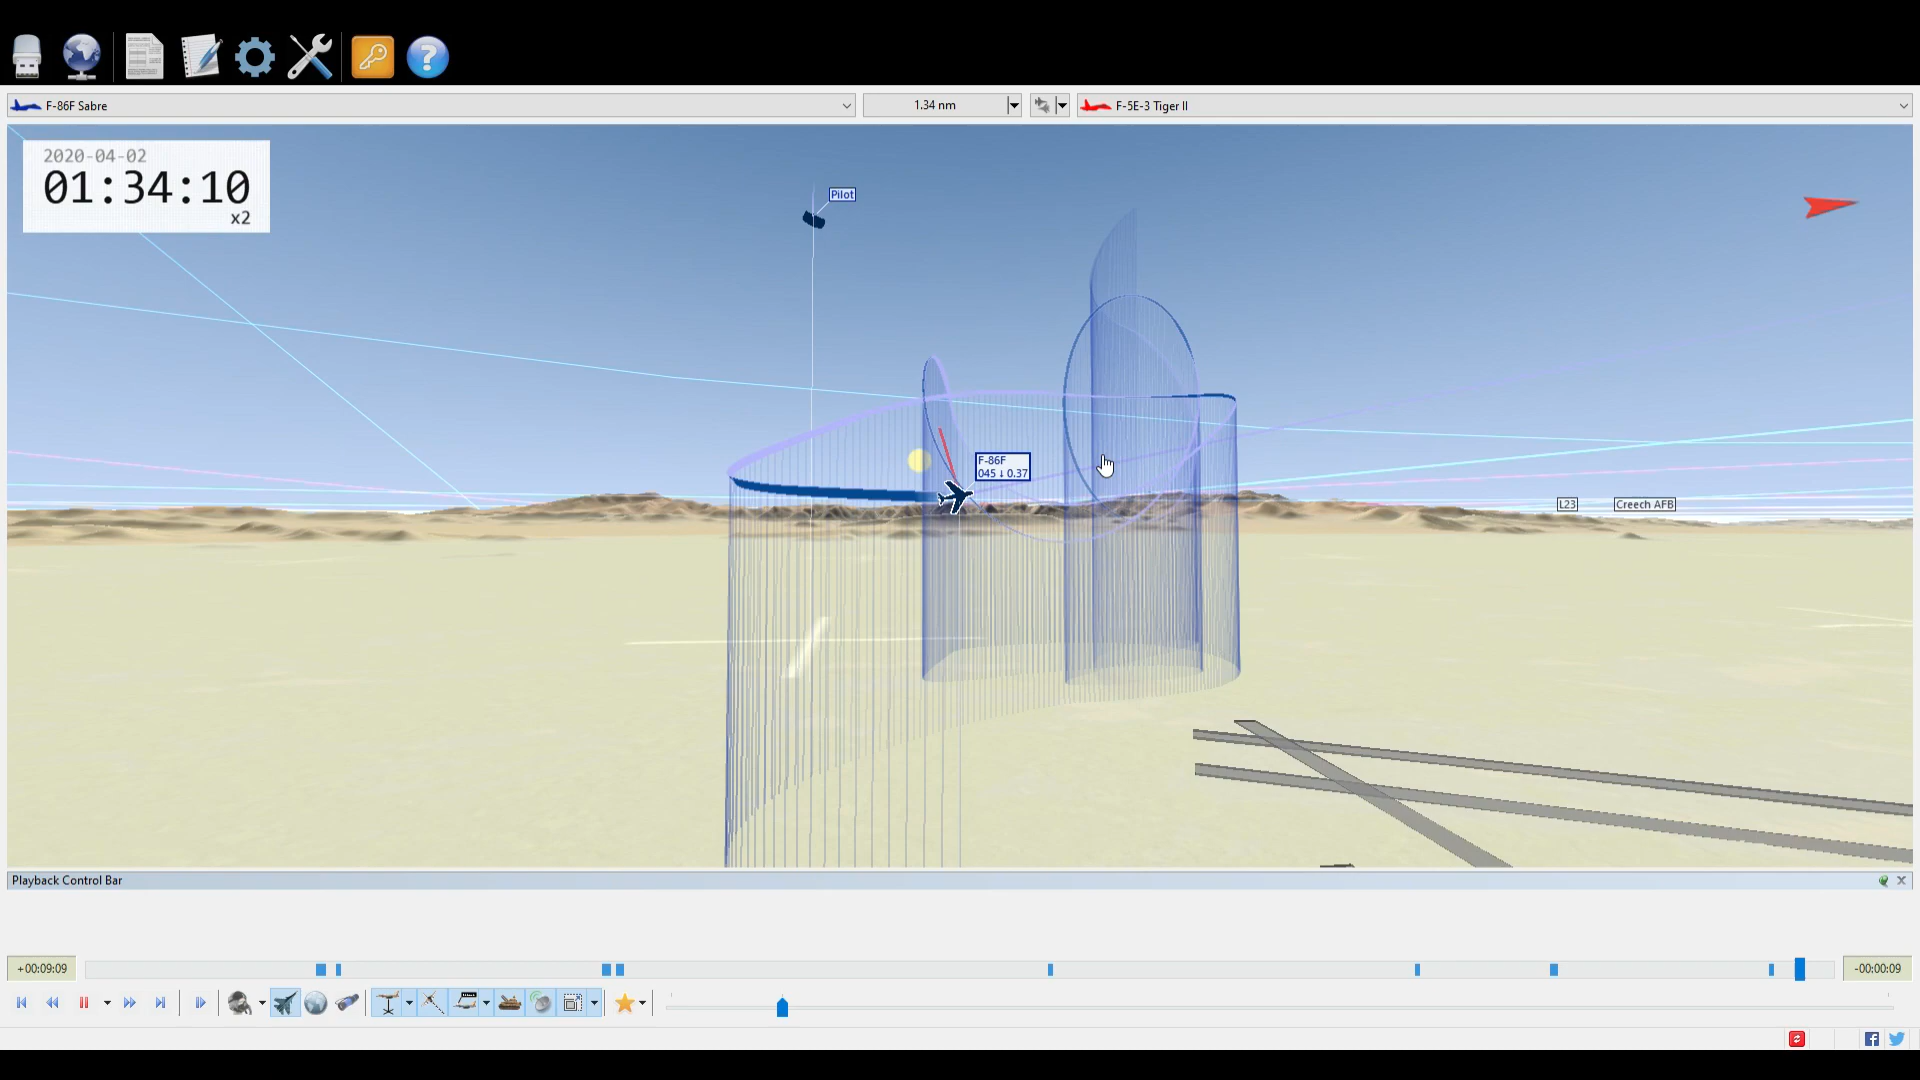 F-86F Sabre
1.34 nm
F-5E-3 Tiger II
2020-04-02
01:34:10
x2
Pilot
F-86F
045 ↓ 0.37
L23
Creech AFB
Playback Control Bar
+00:09:09
-00:00:09